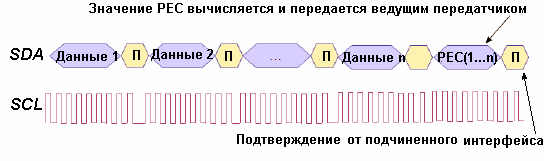 Значение PEC вычисляется и передается ведущим передатчиком
SDA Данные 1 П Данные 2 П ... П Данные n PEC(1...n) П
SCL
Подтверждение от подчиненного интерфейса